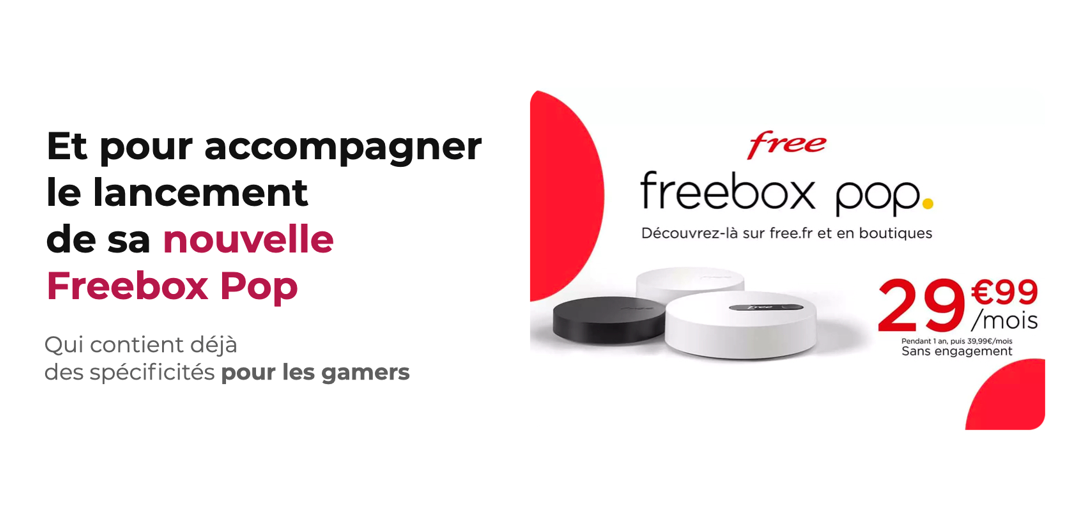 Et pour accompagner
le lancement
de sa nouvelle
Freebox Pop
Qui contient déjà
des spécificités pour les gamers
free
freebox pop.
Découvrez-là sur free.fr et en boutiques
free
29€99
/mois
Pendant 1 an, puis 39,99€/mois
Sans engagement